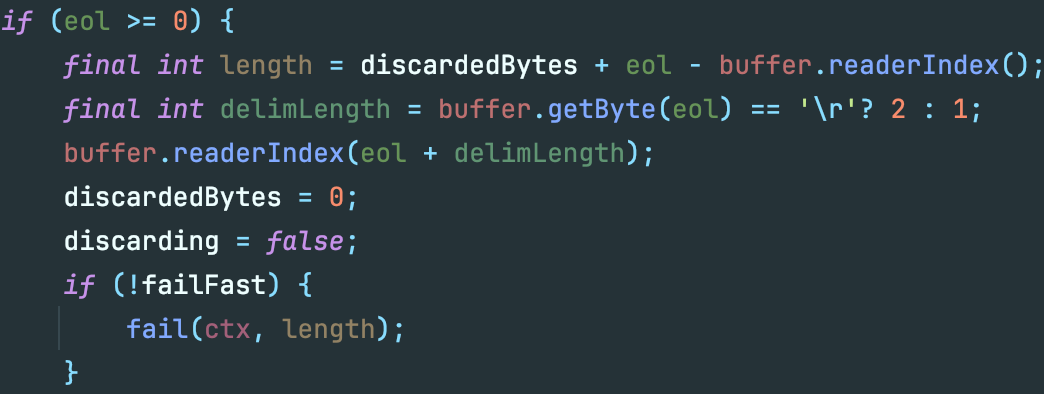 if (eol >= 0) {
    final int length = discardedBytes + eol - buffer.readerIndex();
    final int delimLength = buffer.getByte(eol) == '\r'? 2 : 1;
    buffer.readerIndex(eol + delimLength);
    discardedBytes = 0;
    discarding = false;
    if (!failFast) {
        fail(ctx, length);
    }